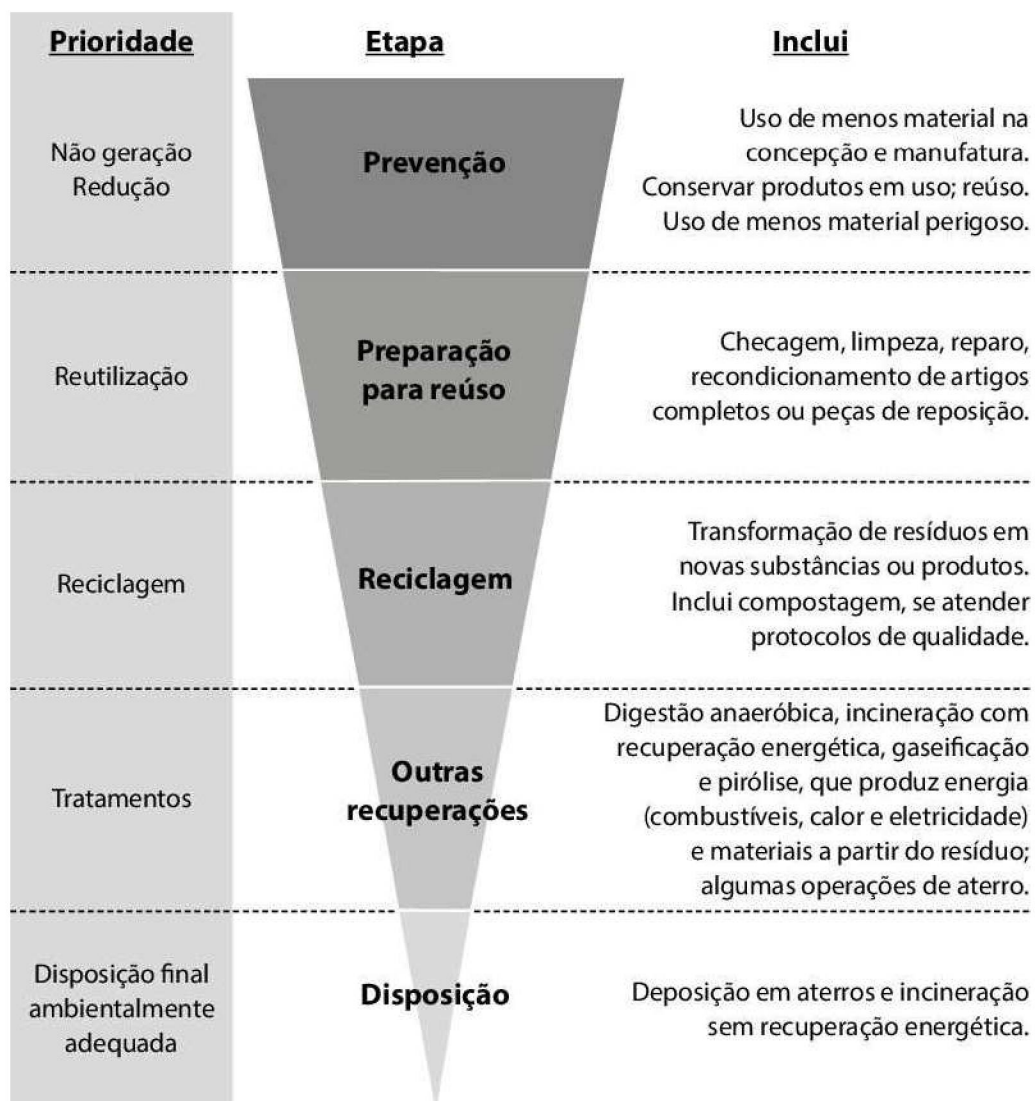 Prioridade
Etapa
Inclui
Não geração
Redução
Prevenção
Uso de menos material na
concepção e manufatura.
Conservar produtos em uso; reúso.
Uso de menos material perigoso.
Reutilização
Preparação
para reúso
Checagem, limpeza, reparo,
recondicionamento de artigos
completos ou peças de reposição.
Reciclagem
Reciclagem
Transformação de resíduos em
novas substâncias ou produtos.
Inclui compostagem, se atender
protocolos de qualidade.
Tratamentos
Outras
recuperações
Digestão anaeróbica, incineração com
recuperação energética, gaseificação
e pirólise, que produz energia
(combustíveis, calor e eletricidade)
e materiais a partir do resíduo;
algumas operações de aterro.
Disposição final
ambientalmente
adequada
Disposição
Deposição em aterros e incineração
sem recuperação energética.